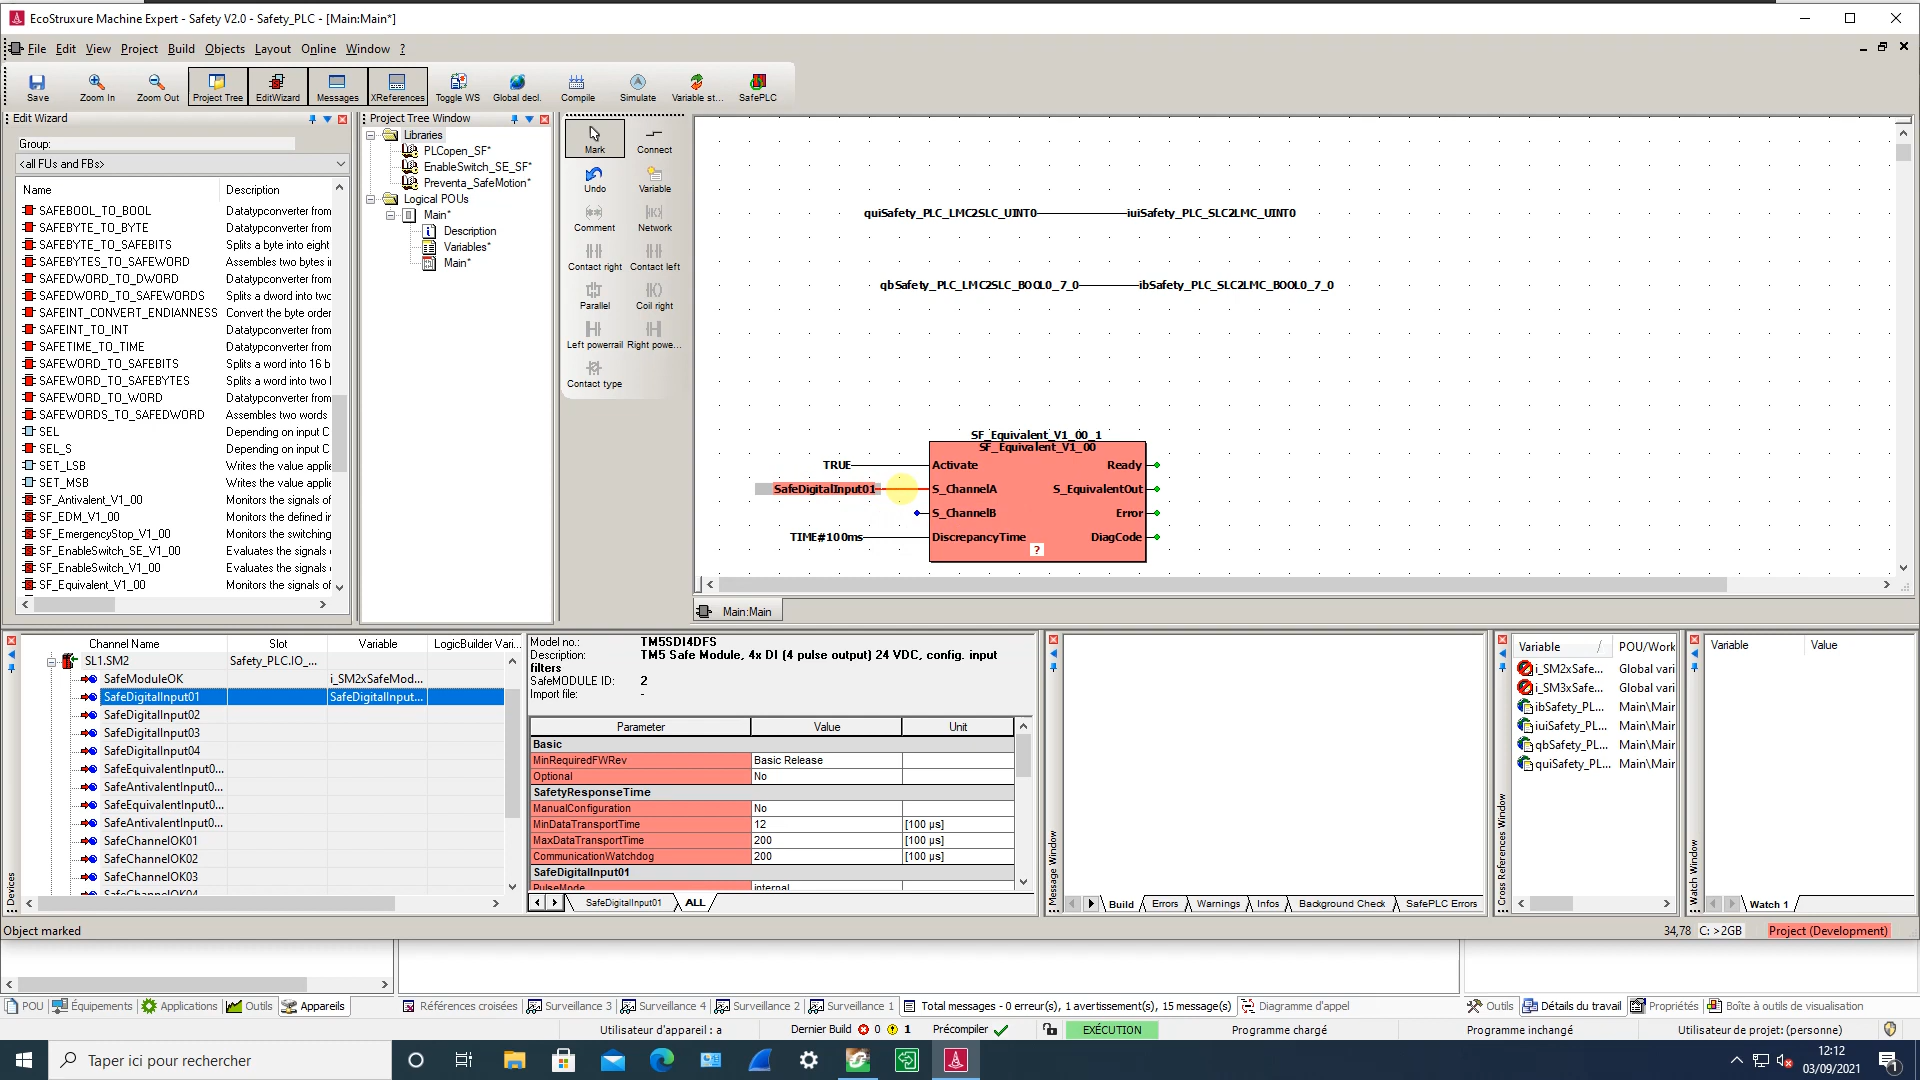 EcoStruxure Machine Expert - Safety V2.0 - Safety_PLC - [Main:Main*]
File Edit View Project Build Objects Layout Online Window ?
Save Zoom In Zoom Out Project Tree EditWizard Messages XReferences Toggle WS Global decl. Compile Simulate Variable st... SafePLC
Edit Wizard
Group:
<all FUs and FBs>
Name Description
SAFEBOOL_TO_BOOL Datatypconverter from
SAFEBYTE_TO_BYTE Datatypconverter from
SAFEBYTE_TO_SAFEBITS Splits a byte into eight
SAFEBYTES_TO_SAFEWORD Assembles two bytes i
SAFEDWORD_TO_DWORD Datatypconverter from
SAFEDWORD_TO_SAFEWORDS Splits a dword into two
SAFEINT_CONVERT_ENDIANNESS Convert the byte order
SAFEINT_TO_INT Datatypconverter from
SAFETIME_TO_TIME Datatypconverter from
SAFEWORD_TO_SAFEBITS Splits a word into 16 b
SAFEWORD_TO_SAFEBYTES Splits a word into two
SAFEWORD_TO_WORD Datatypconverter from
SAFEWORDS_TO_SAFEDWORD Assembles two words
SEL Depending on input C
SEL_S Depending on input C
SET_LSB Writes the value applie
SET_MSB Writes the value applie
SF_Antivalent_V1_00 Monitors the signals of
SF_EDM_V1_00 Monitors the defined in
SF_EmergencyStop_V1_00 Monitors the switching
SF_EnableSwitch_SE_V1_00 Evaluates the signals
SF_EnableSwitch_V1_00 Evaluates the signals
SF_Equivalent_V1_00 Monitors the signals of
Project Tree Window
Libraries
PLCopen_SF*
EnableSwitch_SE_SF*
Preventa_SafeMotion*
Logical POUs
Main*
Description
Variables*
Main*
Mark Connect
Undo Variable
Comment Network
Contact right Contact left
Parallel Coil right
Left powerrail Right powe...
Contact type
quiSafety_PLC_LMC2SLC_UINT0 iuiSafety_PLC_SLC2LMC_UINT0
qbSafety_PLC_LMC2SLC_BOOL0_7_0 ibSafety_PLC_SLC2LMC_BOOL0_7_0
SF_Equivalent_V1_00_1
SF_Equivalent_V1_00
TRUE Activate Ready
SafeDigitalInput01 S_ChannelA S_EquivalentOut
S_ChannelB Error
TIME#100ms DiscrepancyTime DiagCode
?
Main:Main
Channel Name Slot Variable LogicBuilder Vari...
SL1.SM2 Safety_PLC.IO_...
SafeModuleOK i_SM2xSafeMod...
SafeDigitalInput01 SafeDigitalInput...
SafeDigitalInput02
SafeDigitalInput03
SafeDigitalInput04
SafeEquivalentInput0...
SafeAntivalentInput0...
SafeEquivalentInput0...
SafeAntivalentInput0...
SafeChannelOK01
SafeChannelOK02
SafeChannelOK03
SafeChannelOK04
Devices
Model no.: TM5SDI4DFS
Description: TM5 Safe Module, 4x DI (4 pulse output) 24 VDC, config. input
filters
SafeMODULE ID: 2
Import file: -
Parameter Value Unit
Basic
MinRequiredFWRev Basic Release
Optional No
SafetyResponseTime
ManualConfiguration No
MinDataTransportTime 12 [100 µs]
MaxDataTransportTime 200 [100 µs]
CommunicationWatchdog 200 [100 µs]
SafeDigitalInput01
PulseMode internal
SafeDigitalInput01 ALL
Message Window
Build Errors Warnings Infos Background Check SafePLC Errors
Cross References Window
Variable POU/Work
i_SM2xSafe... Global vari
i_SM3xSafe... Global vari
ibSafety_PL... Main\Mair
iuiSafety_PL... Main\Mair
qbSafety_PL... Main\Mair
quiSafety_PL... Main\Mair
Watch Window
Variable Value
Watch 1
Object marked 34,78 C: >2GB Project (Development)
POU Équipements Applications Outils Appareils Références croisées Surveillance 3 Surveillance 4 Surveillance 2 Surveillance 1 Total messages - 0 erreur(s), 1 avertissement(s), 15 message(s) Diagramme d'appel Outils Détails du travail Propriétés Boîte à outils de visualisation
Utilisateur d'appareil : a Dernier Build 0 1 Précompiler EXÉCUTION Programme chargé Programme inchangé Utilisateur de projet: (personne)
Taper ici pour rechercher
12:12
03/09/2021
1